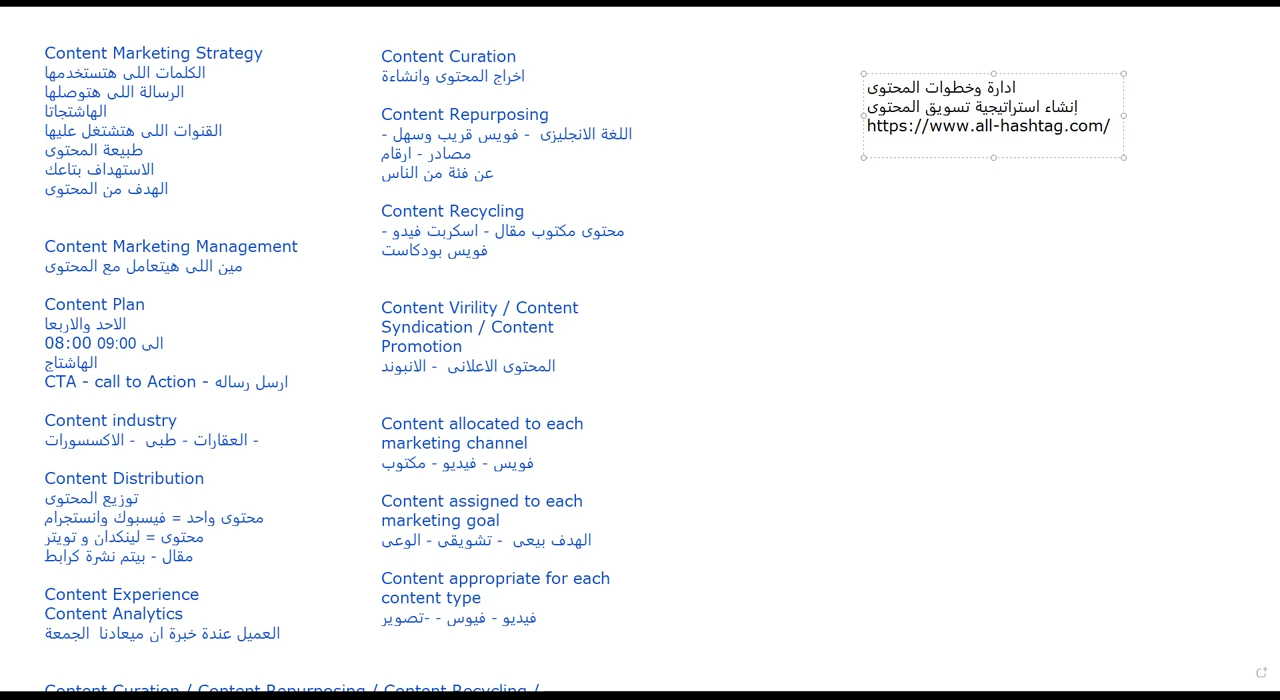 Content Marketing Strategy
الكلمات اللى هتستخدمها
الرسالة اللى هتوصلها
الهاشتجاتا
القنوات اللى هتشتغل عليها
طبيعة المحتوى
الاستهداف بتاعك
الهدف من المحتوى
Content Marketing Management
مين اللى هيتعامل مع المحتوى
Content Plan
الاحد والاربعا
08:00 الى 09:00
الهاشتاج
CTA - call to Action - ارسل رساله
Content industry
العقارات - طبى - الاكسسورات -
Content Distribution
توزيع المحتوى
محتوى واحد = فيسبوك وانستجرام
محتوى = لينكدان و تويتر
مقال - بيتم نشرة كرابط
Content Experience
Content Analytics
العميل عندة خبرة ان ميعادنا الجمعة
Content Curation / Content Repurposing / Content Recycling /
Content Curation
اخراج المحتوى وانشاءة
Content Repurposing
اللغة الانجليزى - فويس قريب وسهل -
مصادر - ارقام
عن فئة من الناس
Content Recycling
محتوى مكتوب مقال - اسكربت فيدو -
فويس بودكاست
Content Virility / Content
Syndication / Content
Promotion
المحتوى الاعلانى - الانبوند
Content allocated to each
marketing channel
فويس - فيديو - مكتوب
Content assigned to each
marketing goal
الهدف بيعى - تشويقى - الوعى
Content appropriate for each
content type
فيديو - فيوس - -تصوير
ادارة وخطوات المحتوى
إنشاء استراتيجية تسويق المحتوى
https://www.all-hashtag.com/